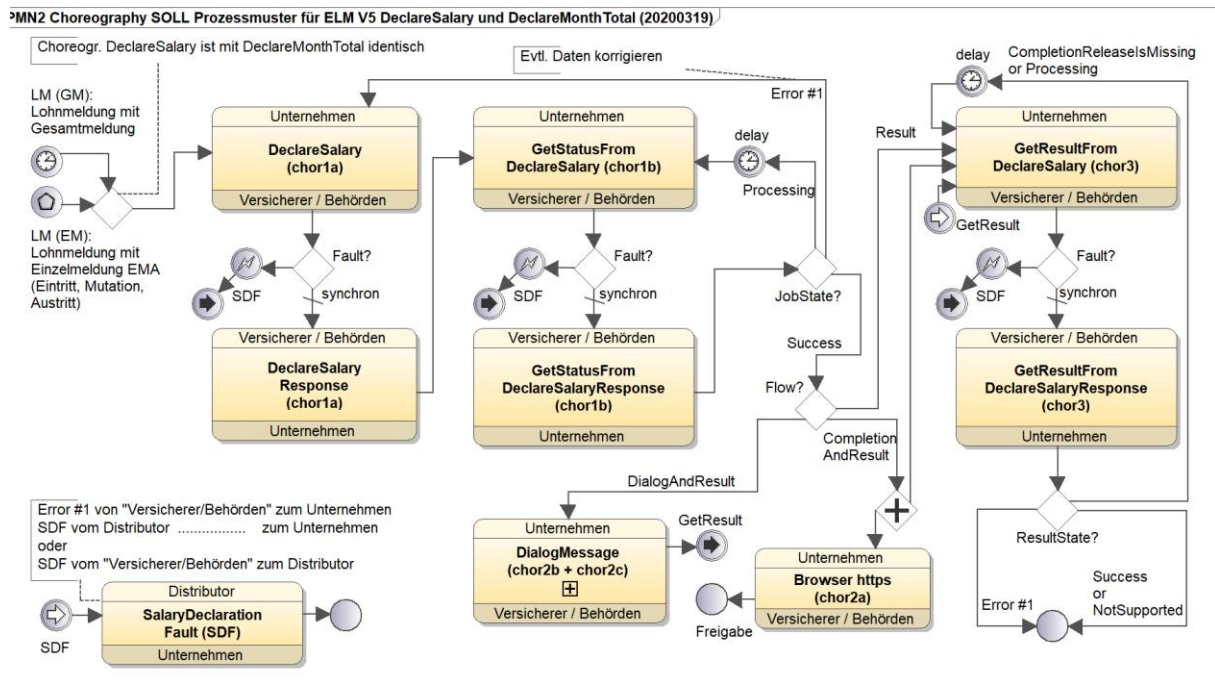 PMN2 Choreography SOLL Prozessmuster für ELM V5 DeclareSalary und DeclareMonthTotal (20200319)
Choreogr. DeclareSalary ist mit DeclareMonthTotal identisch
Evtl. Daten korrigieren
LM (GM):
Lohnmeldung mit
Gesamtmeldung
LM (EM):
Lohnmeldung mit
Einzelmeldung EMA
(Eintritt, Mutation,
Austritt)
Unternehmen
DeclareSalary
(chor1a)
Versicherer / Behörden
Fault?
SDF
synchron
Versicherer / Behörden
DeclareSalary
Response
(chor1a)
Unternehmen
Unternehmen
GetStatusFrom
DeclareSalary (chor1b)
Versicherer / Behörden
Fault?
SDF
synchron
Versicherer / Behörden
GetStatusFrom
DeclareSalaryResponse
(chor1b)
Unternehmen
Error #1
delay
Processing
JobState?
Success
Flow?
Result
Completion
AndResult
DialogAndResult
delay
CompletionReleaseIsMissing
or Processing
Unternehmen
GetResultFrom
DeclareSalary (chor3)
Versicherer / Behörden
GetResult
Fault?
SDF
synchron
Versicherer / Behörden
GetResultFrom
DeclareSalaryResponse
(chor3)
Unternehmen
ResultState?
Error #1
Success
or
NotSupported
Unternehmen
DialogMessage
(chor2b + chor2c)
Versicherer / Behörden
GetResult
Unternehmen
Browser https
(chor2a)
Versicherer / Behörden
Freigabe
Error #1 von "Versicherer/Behörden" zum Unternehmen
SDF vom Distributor ................. zum Unternehmen
oder
SDF vom "Versicherer/Behörden" zum Distributor
SDF
Distributor
SalaryDeclaration
Fault (SDF)
Unternehmen